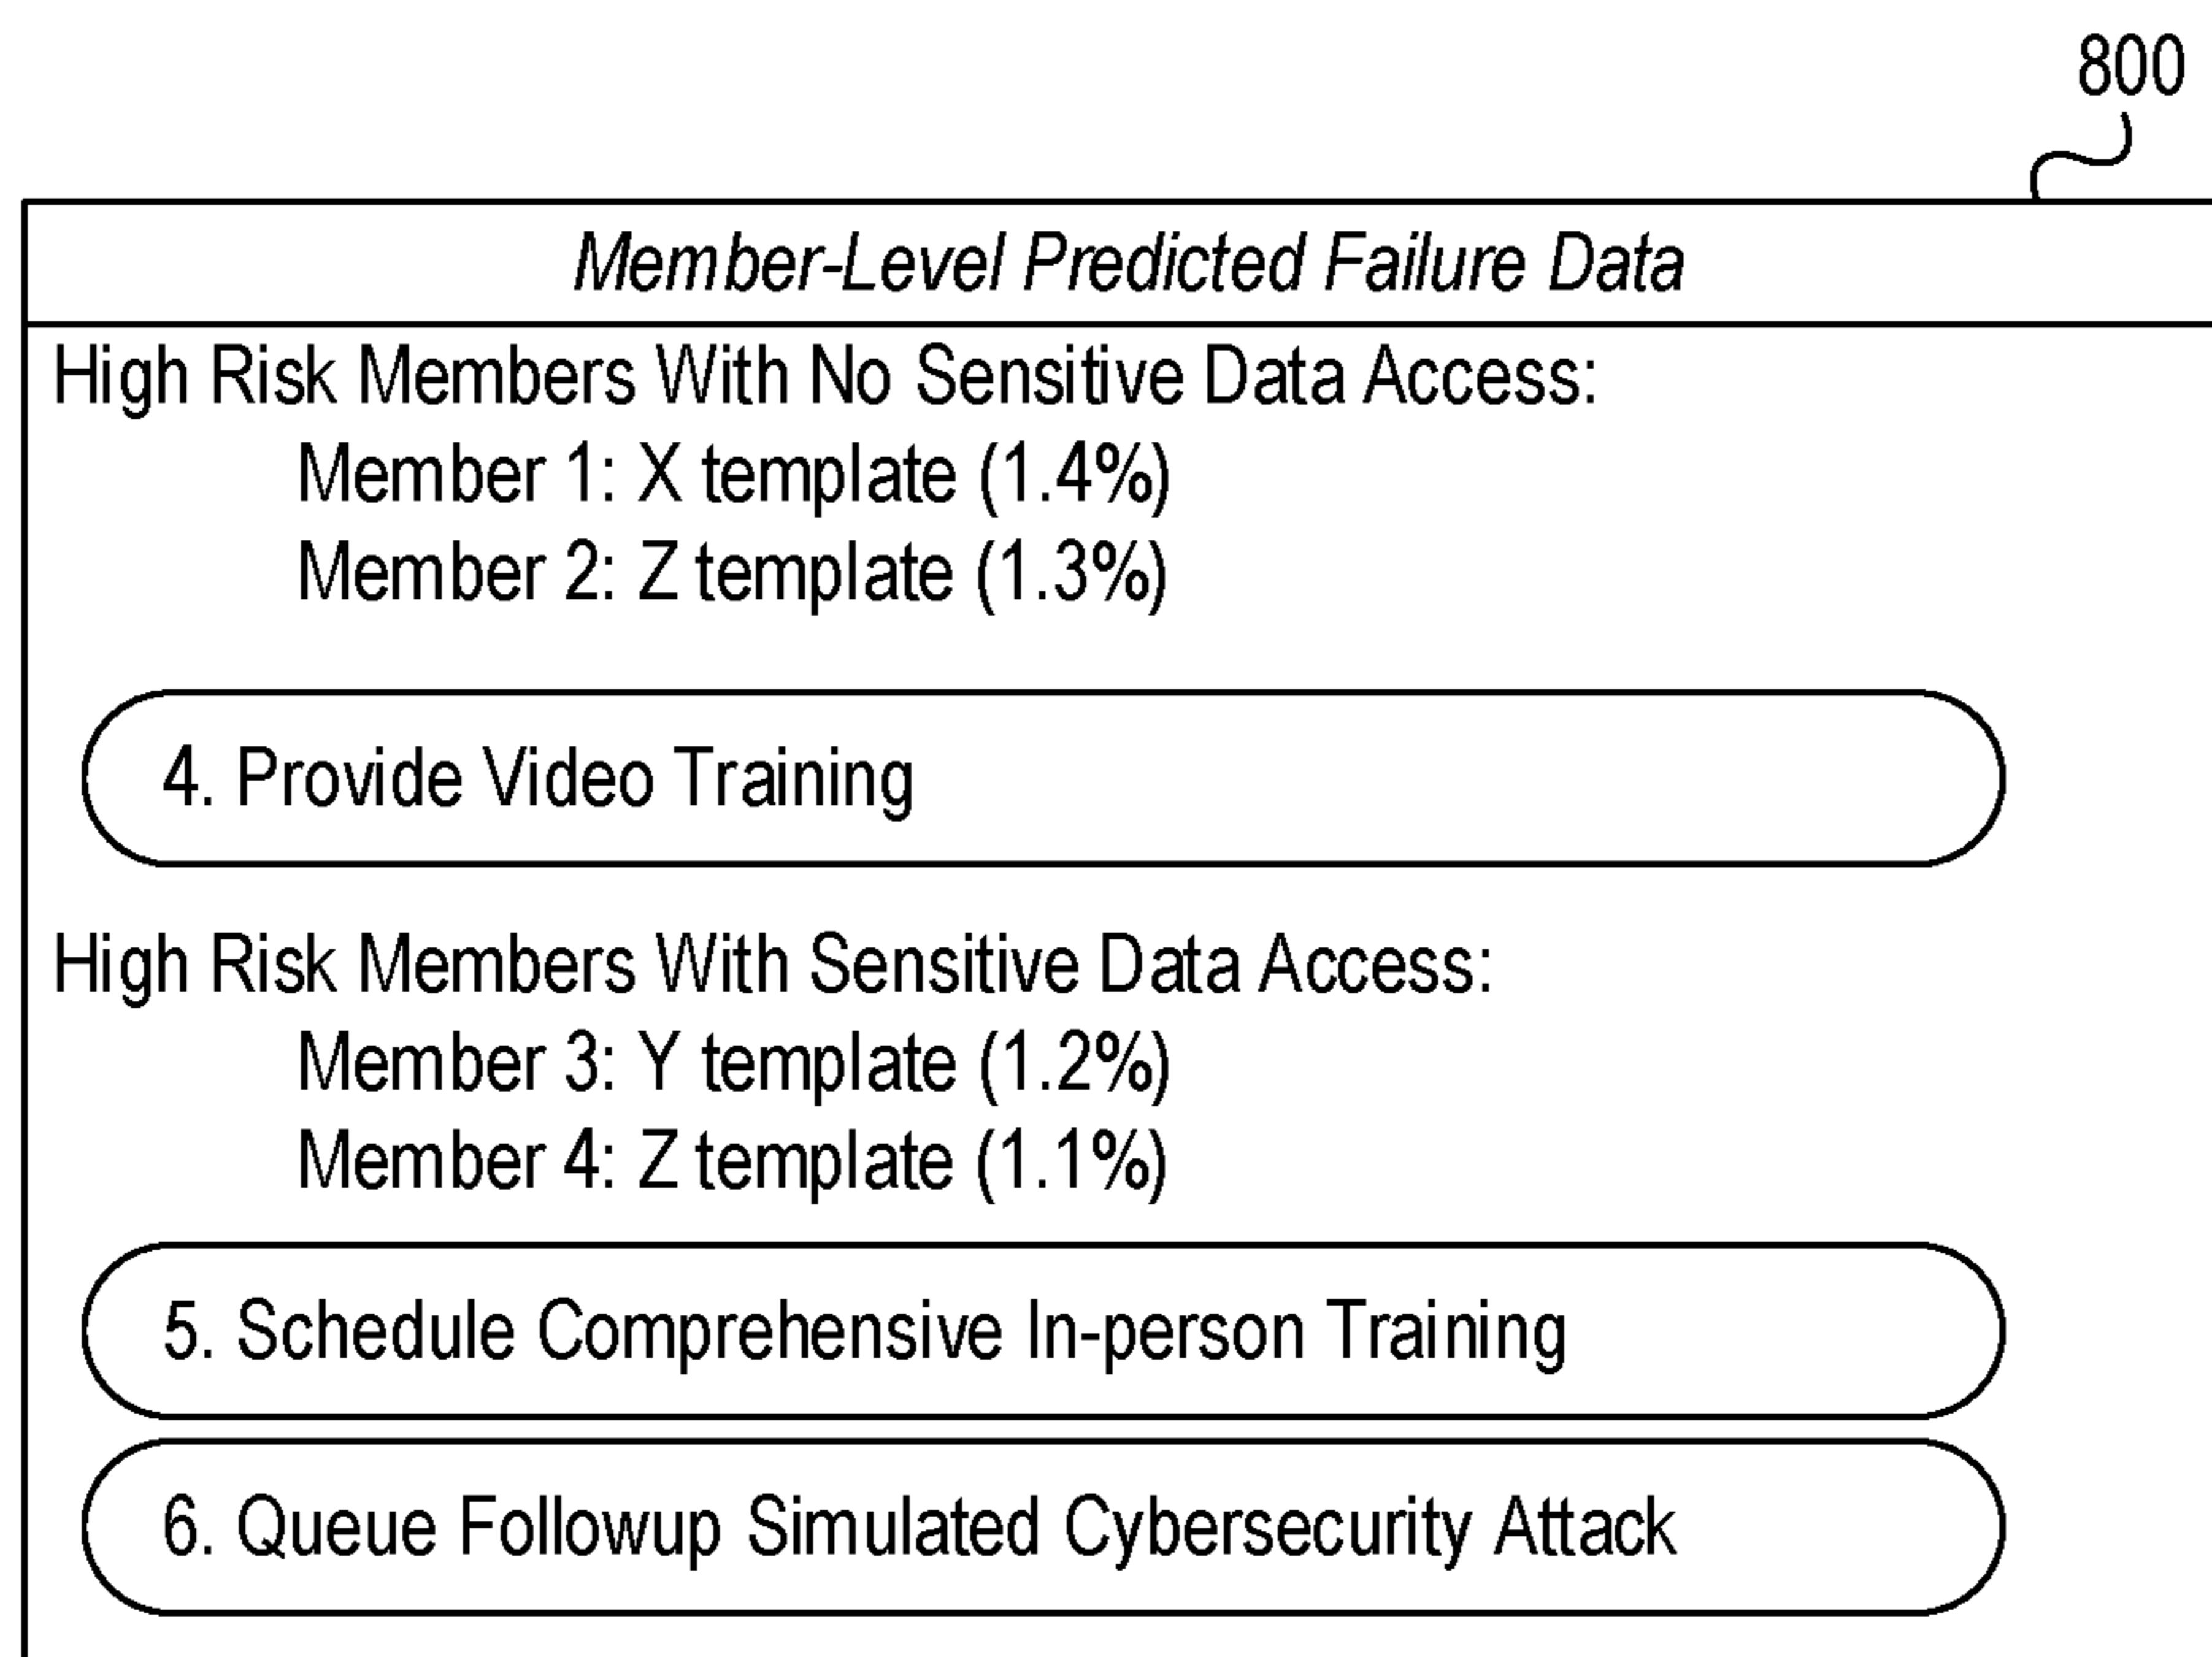 800
Member-Level Predicted Failure Data
High Risk Members With No Sensitive Data Access:
Member 1: X template (1.4%)
Member 2: Z template (1.3%)
4. Provide Video Training
High Risk Members With Sensitive Data Access:
Member 3: Y template (1.2%)
Member 4: Z template (1.1%)
5. Schedule Comprehensive In-person Training
6. Queue Followup Simulated Cybersecurity Attack